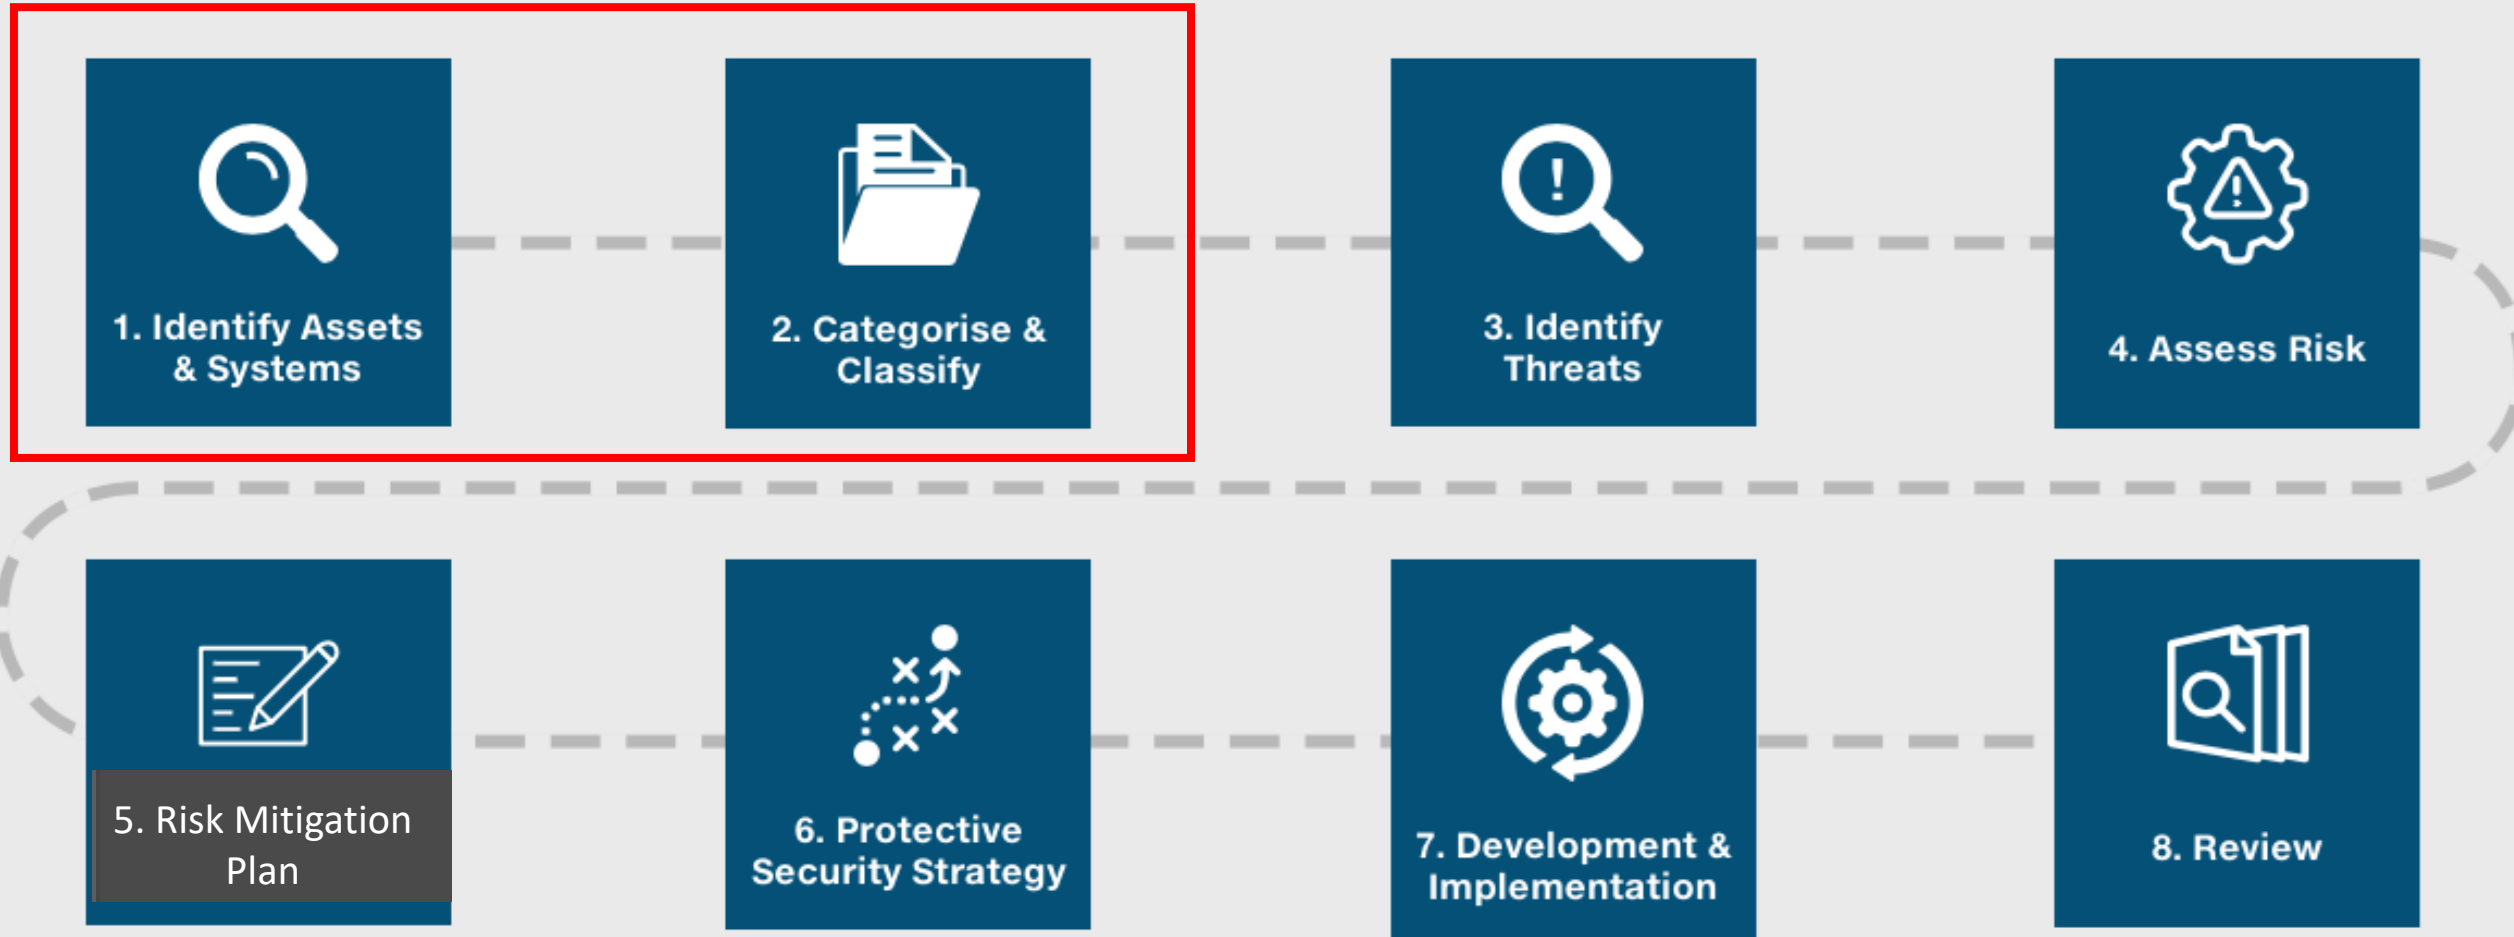 1. Identify Assets
& Systems
2. Categorise &
Classify
3. Identify
Threats
4. Assess Risk
5. Risk Mitigation
Plan
6. Protective
Security Strategy
7. Development &
Implementation
8. Review